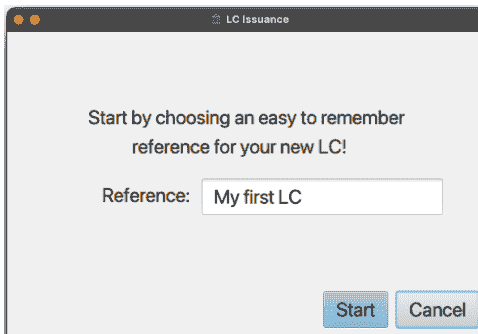 LC Issuance
Start by choosing an easy to remember
reference for your new LC!
Reference: My first LC
Start Cancel